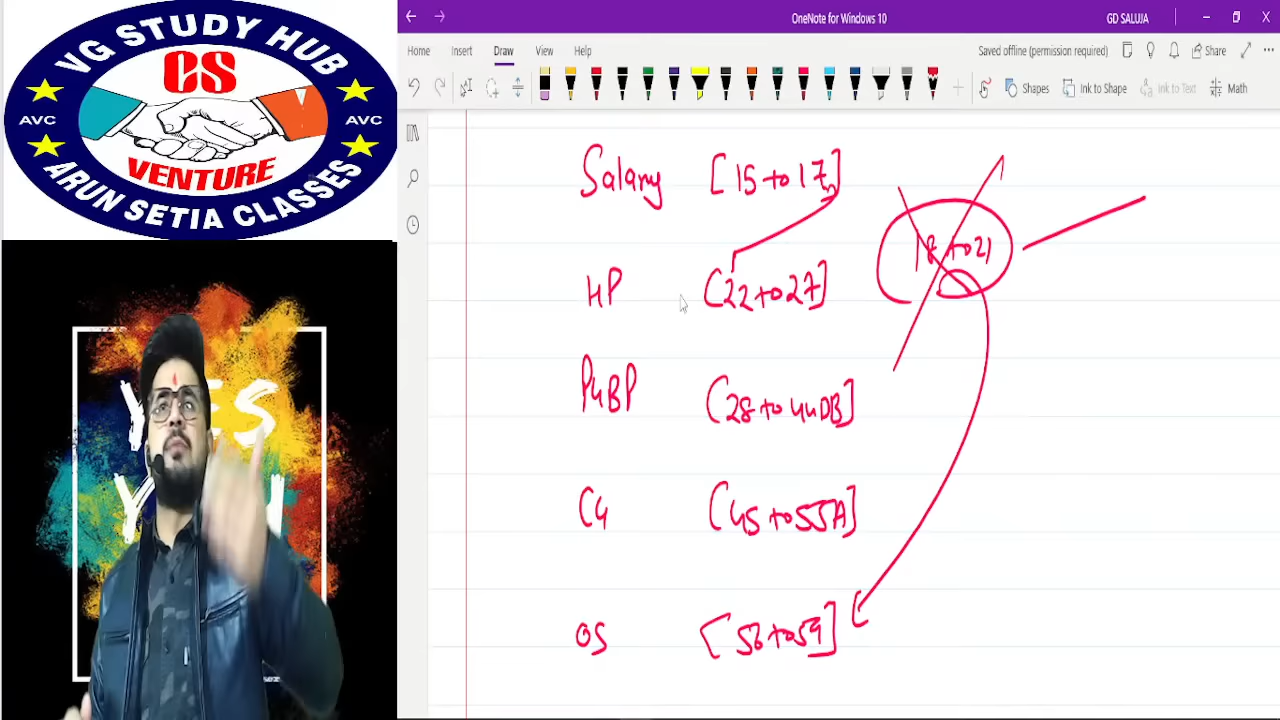 VG STUDY HUB
CS
AVC
AVC
VENTURE
ARUN SETIA CLASSES
OneNote for Windows 10
GD SALUJA
Home Insert Draw View Help
Saved offline (permission required)
Share
Shapes
Ink to Shape
Ink to Text
Math
Salary [15 to 17]
18 to 21
HP [22 to 27]
PGBP [28 to 44DB]
CG [45 to 55A]
OS [56 to 59]